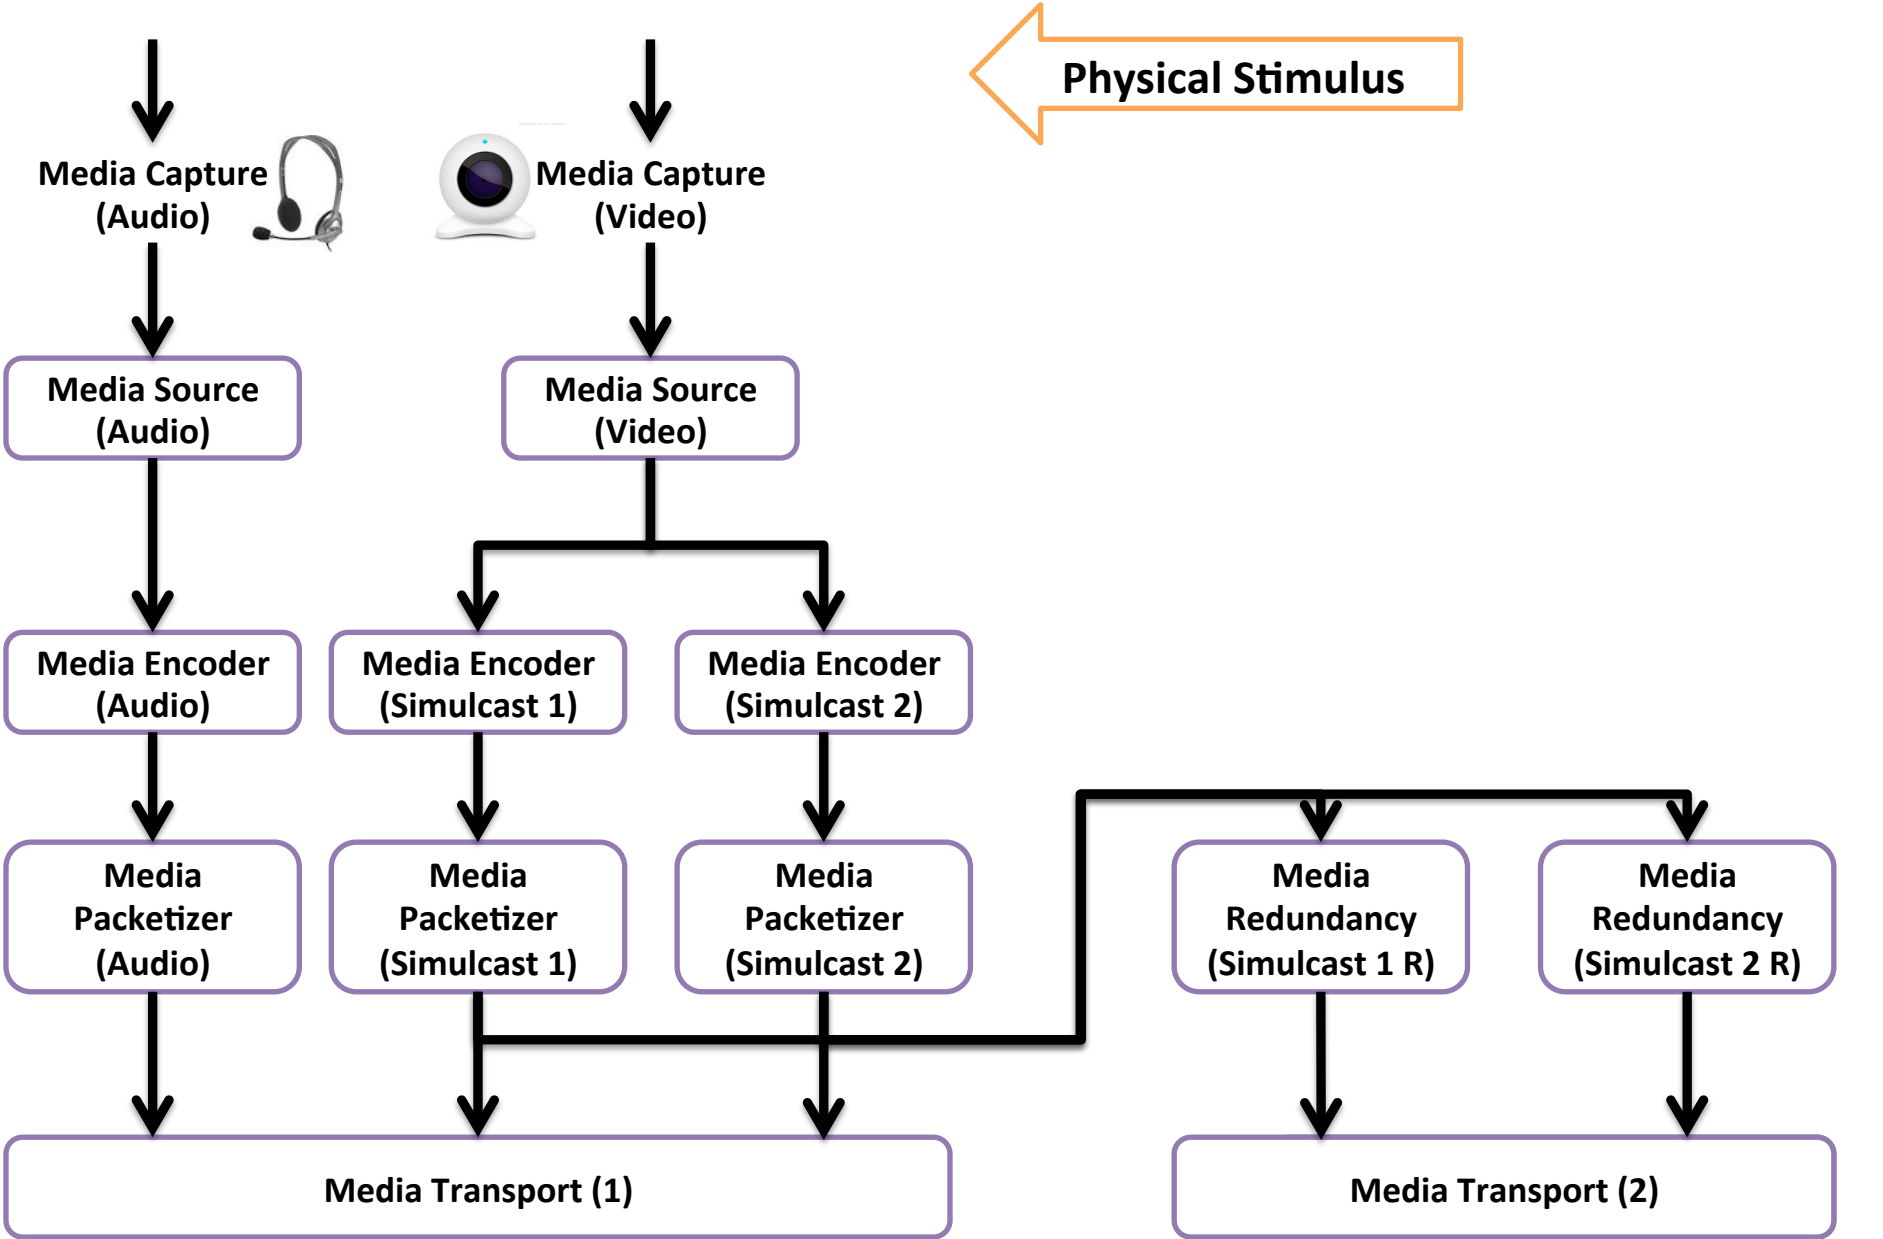 Physical Stimulus
Media Capture
(Audio)
Media Capture
(Video)
Media Source
(Audio)
Media Source
(Video)
Media Encoder
(Audio)
Media Encoder
(Simulcast 1)
Media Encoder
(Simulcast 2)
Media
Packetizer
(Audio)
Media
Packetizer
(Simulcast 1)
Media
Packetizer
(Simulcast 2)
Media
Redundancy
(Simulcast 1 R)
Media
Redundancy
(Simulcast 2 R)
Media Transport (1)
Media Transport (2)